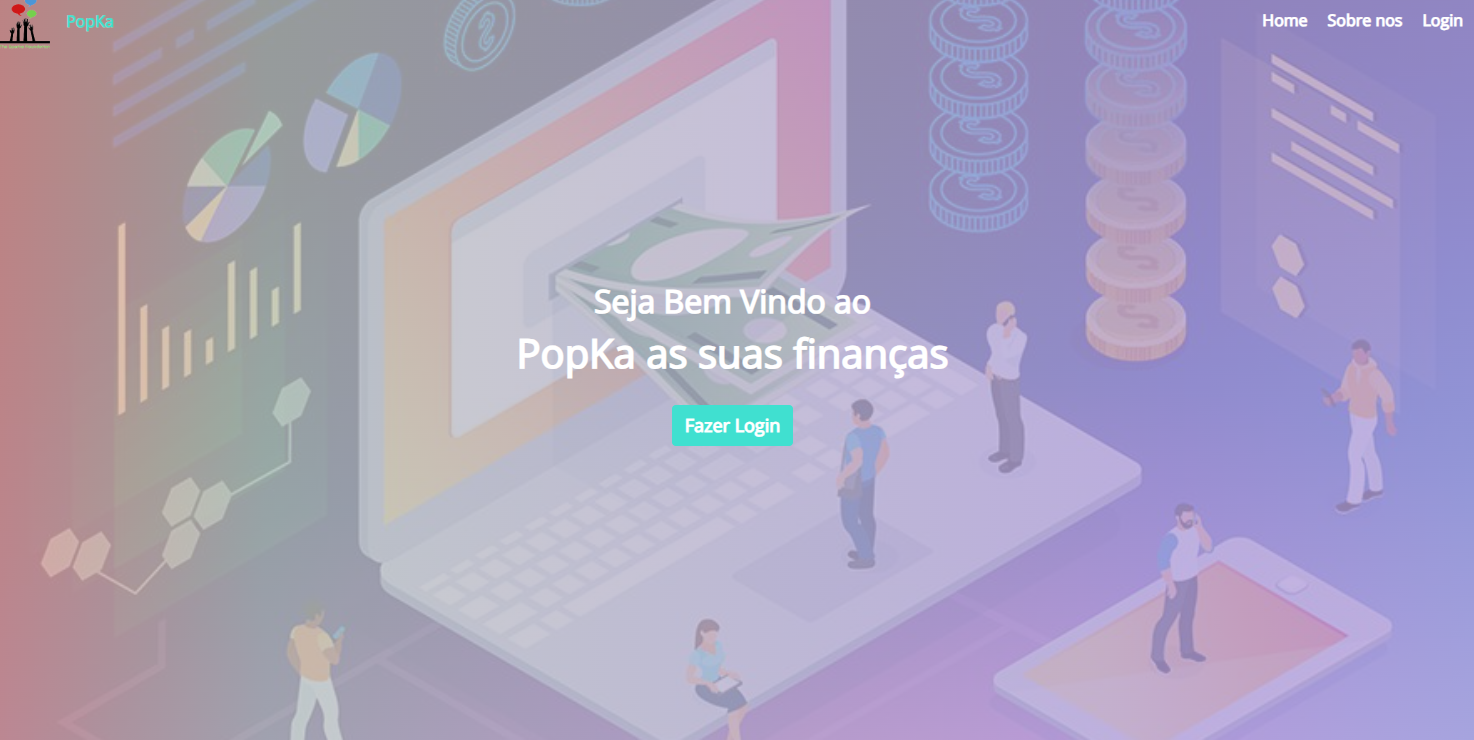 PopKa
Home Sobre nos Login
Seja Bem Vindo ao
PopKa as suas finanças
Fazer Login